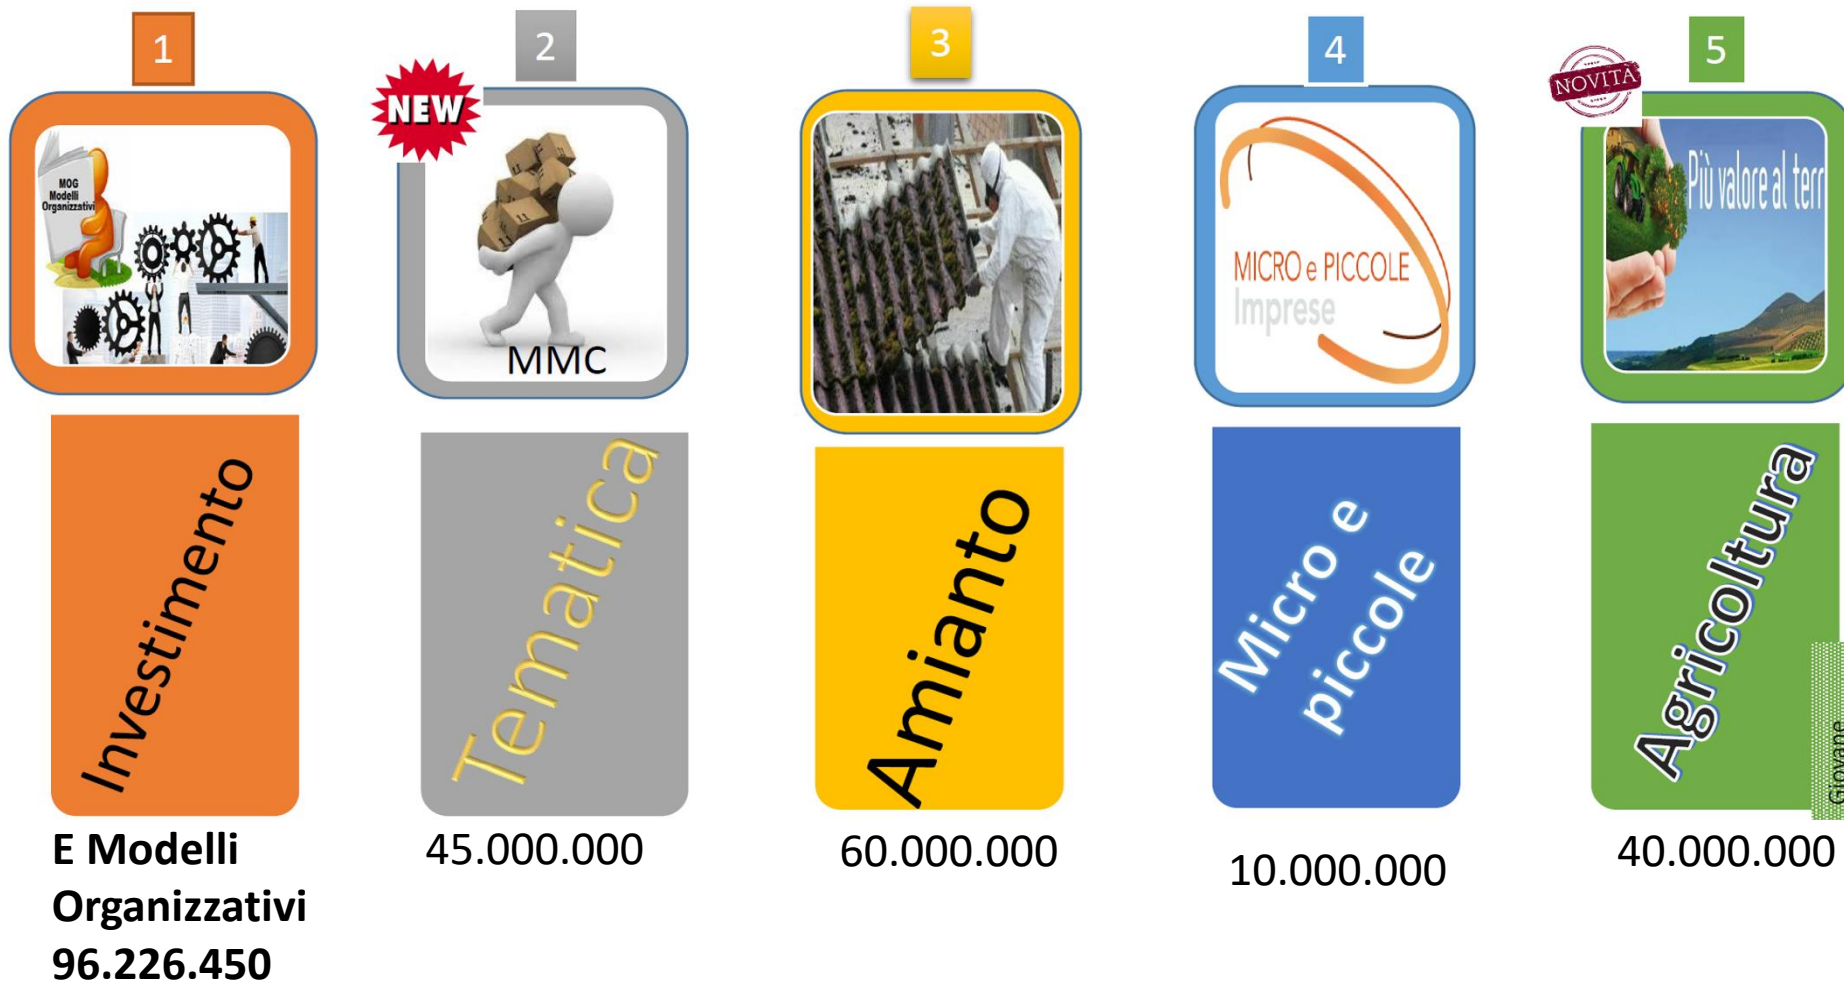 1
2
3
4
5
NEW
NOVITA
MOG
Modelli
Organizzativi
MMC
MICRO e PICCOLE
Imprese
Più valore al terr
Investimento
Tematica
Amianto
Micro e
piccole
Agricoltura
Giovane
E Modelli
Organizzativi
96.226.450
45.000.000
60.000.000
10.000.000
40.000.000